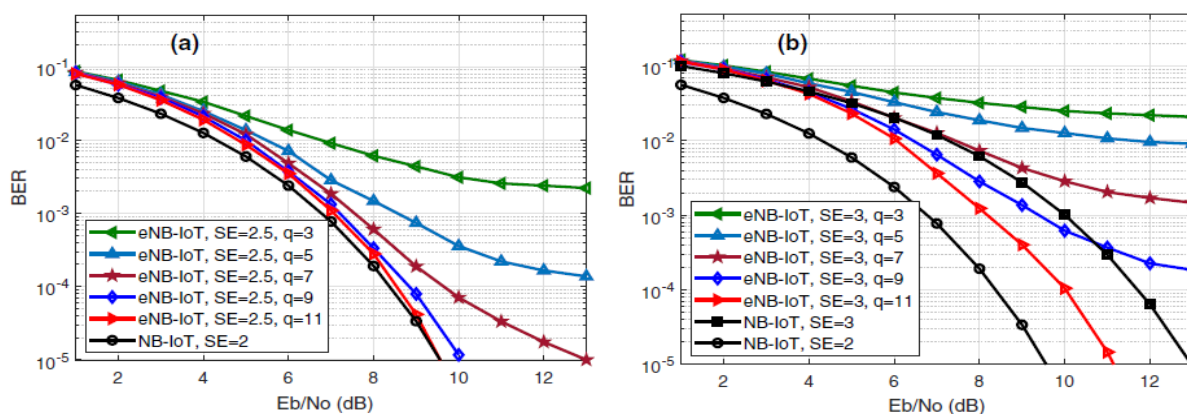 (a)
BER
10⁻¹
10⁻²
10⁻³
10⁻⁴
10⁻⁵
eNB-IoT, SE=2.5, q=3
eNB-IoT, SE=2.5, q=5
eNB-IoT, SE=2.5, q=7
eNB-IoT, SE=2.5, q=9
eNB-IoT, SE=2.5, q=11
NB-IoT, SE=2
2 4 6 8 10 12
Eb/No (dB)
(b)
BER
10⁻¹
10⁻²
10⁻³
10⁻⁴
10⁻⁵
eNB-IoT, SE=3, q=3
eNB-IoT, SE=3, q=5
eNB-IoT, SE=3, q=7
eNB-IoT, SE=3, q=9
eNB-IoT, SE=3, q=11
NB-IoT, SE=3
NB-IoT, SE=2
2 4 6 8 10 12
Eb/No (dB)